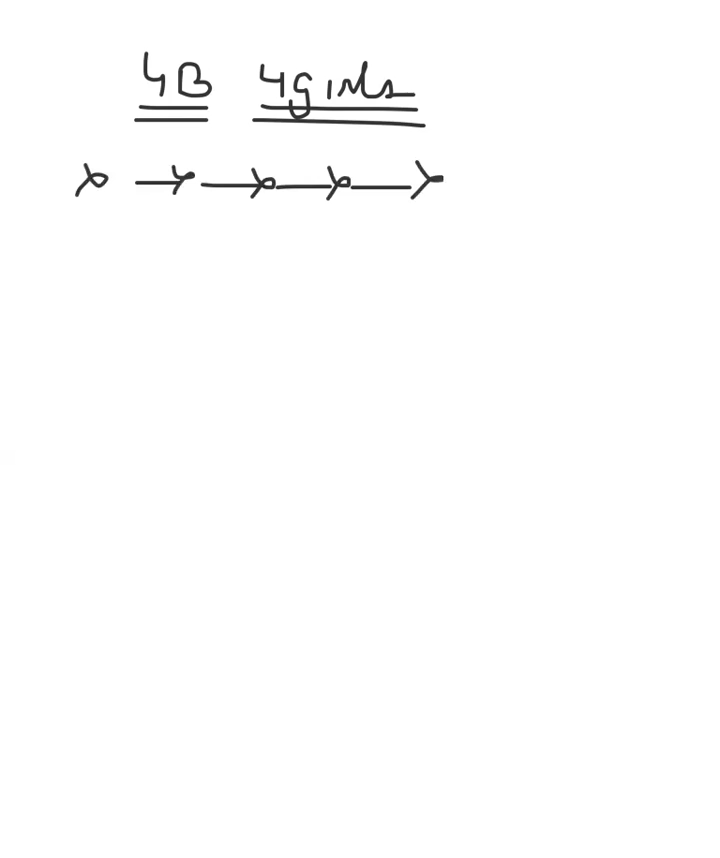 4B 4girls
x — x — x — x — x